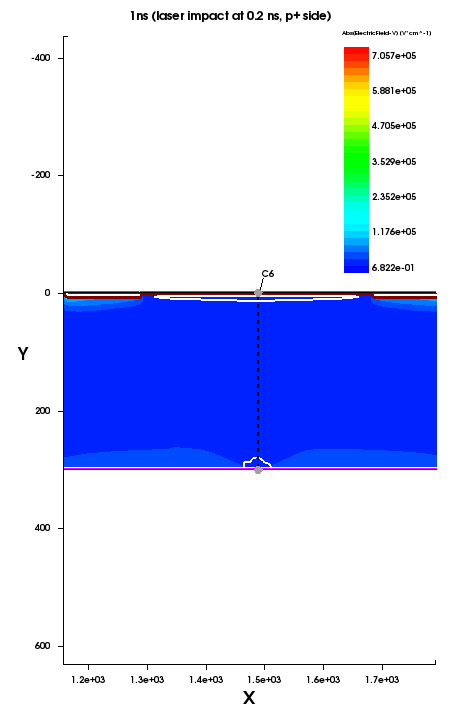 1ns (laser impact at 0.2 ns, p+ side)
Abs(ElectricField-V) (V*cm^-1)
7.057e+05
5.881e+05
4.705e+05
3.529e+05
2.352e+05
1.176e+05
6.822e-01
-400
-200
0
200
400
600
C6
Y
1.2e+03 1.3e+03 1.4e+03 1.5e+03 1.6e+03 1.7e+03
X